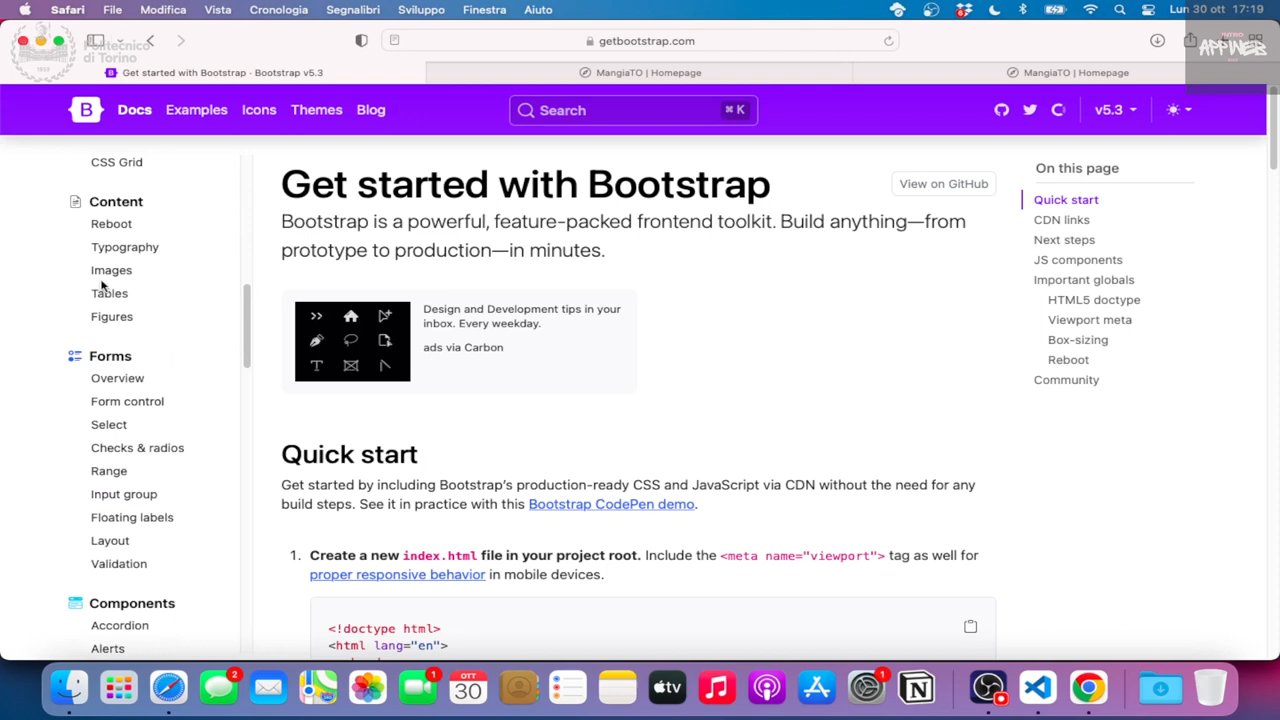 Safari File Modifica Vista Cronologia Segnalibri Sviluppo Finestra Aiuto Lun 30 ott 17:19
Politecnico
di Torino
getbootstrap.com
INTRO
APPWEB
Get started with Bootstrap · Bootstrap v5.3
MangiaTO | Homepage
MangiaTO | Homepage
B Docs Examples Icons Themes Blog
Search ⌘ K
v5.3
CSS Grid
Content
Reboot
Typography
Images
Tables
Figures
Forms
Overview
Form control
Select
Checks & radios
Range
Input group
Floating labels
Layout
Validation
Components
Accordion
Alerts
Get started with Bootstrap
View on GitHub
Bootstrap is a powerful, feature-packed frontend toolkit. Build anything—from
prototype to production—in minutes.
Design and Development tips in your
inbox. Every weekday.
ads via Carbon
Quick start
Get started by including Bootstrap's production-ready CSS and JavaScript via CDN without the need for any
build steps. See it in practice with this Bootstrap CodePen demo.
1. Create a new index.html file in your project root. Include the <meta name="viewport"> tag as well for
proper responsive behavior in mobile devices.
<!doctype html>
<html lang="en">
On this page
Quick start
CDN links
Next steps
JS components
Important globals
HTML5 doctype
Viewport meta
Box-sizing
Reboot
Community
2
1
OTT
30
tv
1